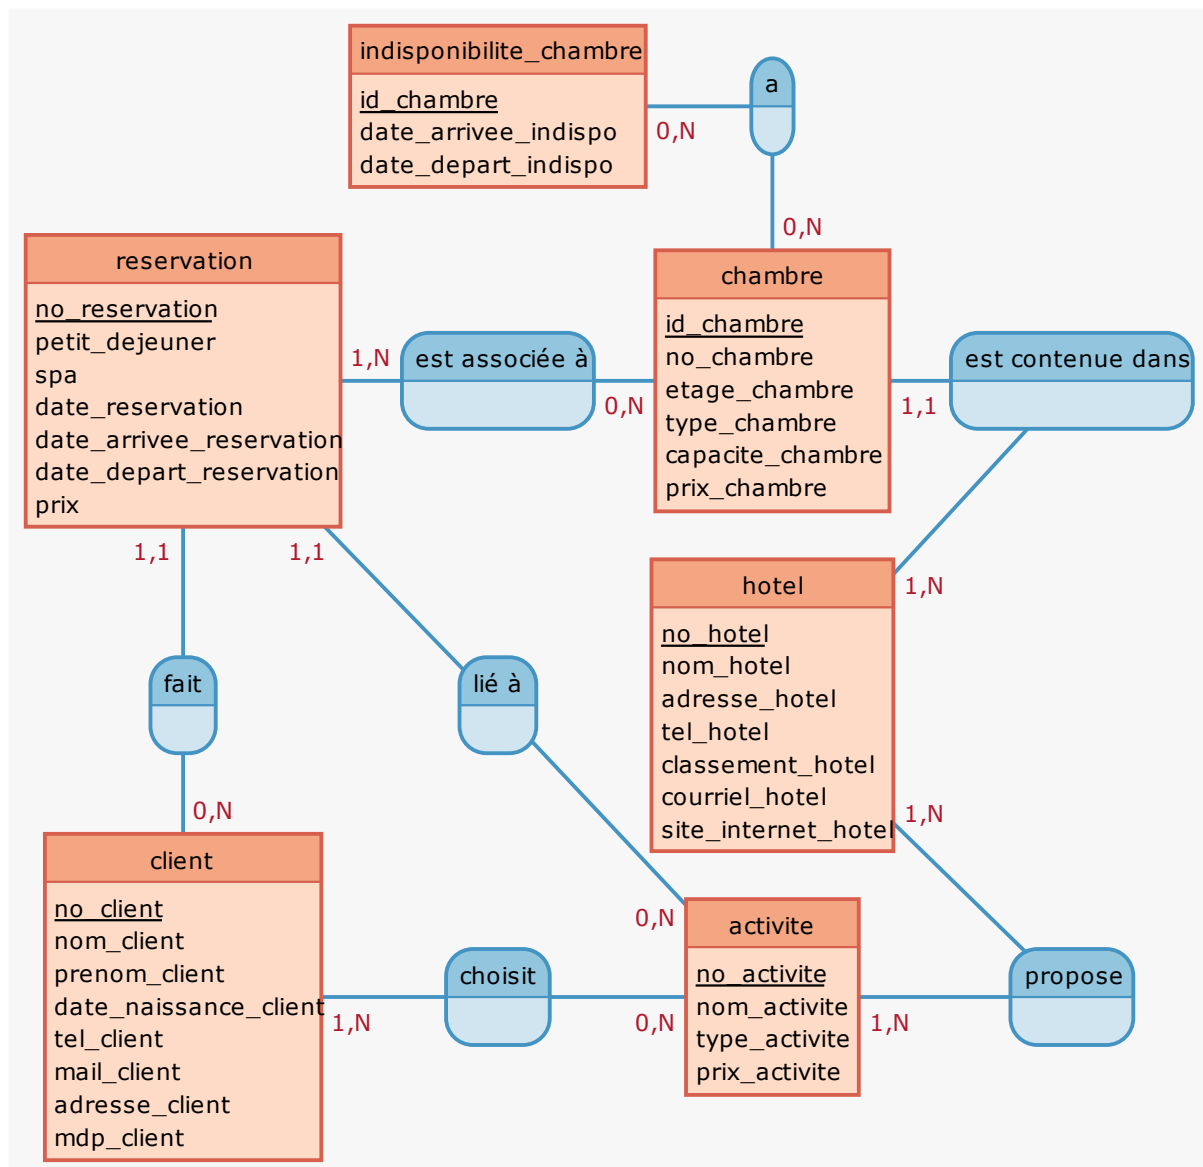 indisponibilite_chambre
id_chambre
date_arrivee_indispo
date_depart_indispo
a
0,N
0,N
reservation
no_reservation
petit_dejeuner
spa
date_reservation
date_arrivee_reservation
date_depart_reservation
prix
1,N
est associée à
0,N
chambre
id_chambre
no_chambre
etage_chambre
type_chambre
capacite_chambre
prix_chambre
1,1
est contenue dans
1,1
1,1
1,N
hotel
no_hotel
nom_hotel
adresse_hotel
tel_hotel
classement_hotel
courriel_hotel
site_internet_hotel
fait
lié à
0,N
1,N
client
no_client
nom_client
prenom_client
date_naissance_client
tel_client
mail_client
adresse_client
mdp_client
1,N
choisit
0,N
0,N
activite
no_activite
nom_activite
type_activite
prix_activite
1,N
propose